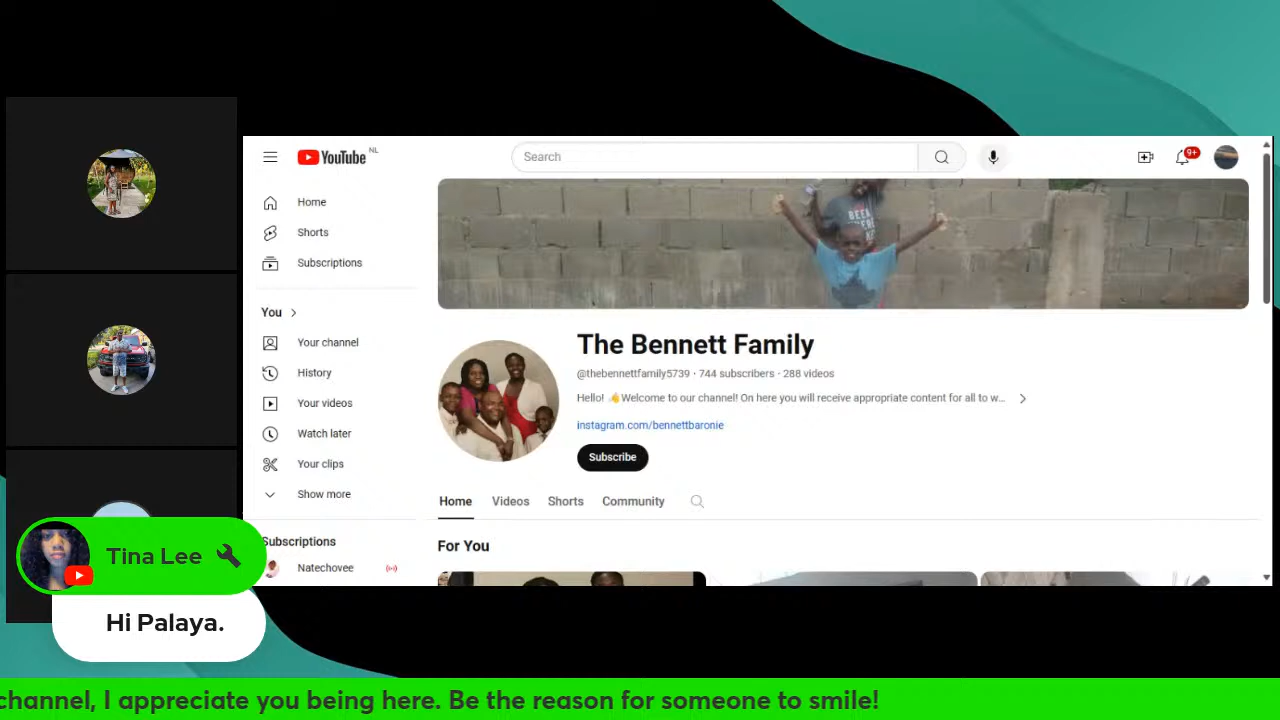 YouTube NL
Search
9+
Home
Shorts
Subscriptions
You
Your channel
History
Your videos
Watch later
Your clips
Show more
Subscriptions
Natechovee
The Bennett Family
@thebennettfamily5739 · 744 subscribers · 288 videos
Hello! 🤙Welcome to our channel! On here you will receive appropriate content for all to w...
instagram.com/bennettbaronie
Subscribe
Home Videos Shorts Community
For You
Tina Lee
Hi Palaya.
channel, I appreciate you being here. Be the reason for someone to smile!